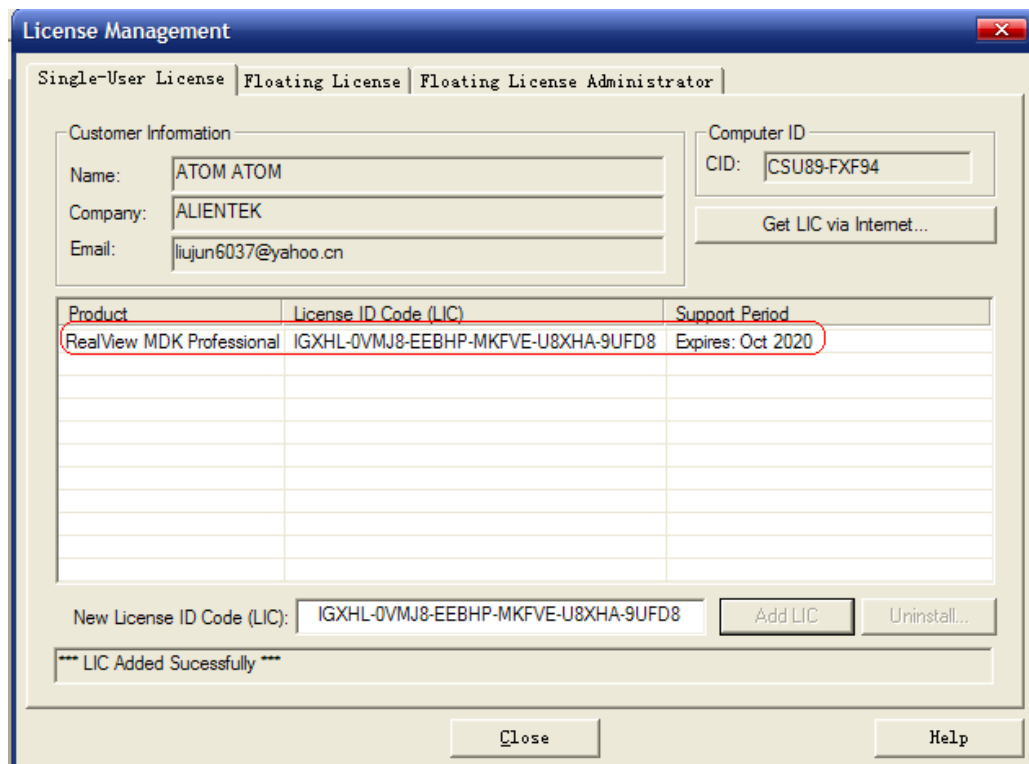 License Management
Single-User License Floating License Floating License Administrator
Customer Information
Name: ATOM ATOM
Company: ALIENTEK
Email: liujun6037@yahoo.cn
Computer ID
CID: CSU89-FXF94
Get LIC via Internet...
Product License ID Code (LIC) Support Period
RealView MDK Professional IGXHL-0VMJ8-EEBHP-MKFVE-U8XHA-9UFD8 Expires: Oct 2020
New License ID Code (LIC): IGXHL-0VMJ8-EEBHP-MKFVE-U8XHA-9UFD8 Add LIC Uninstall...
*** LIC Added Sucessfully ***
Close Help